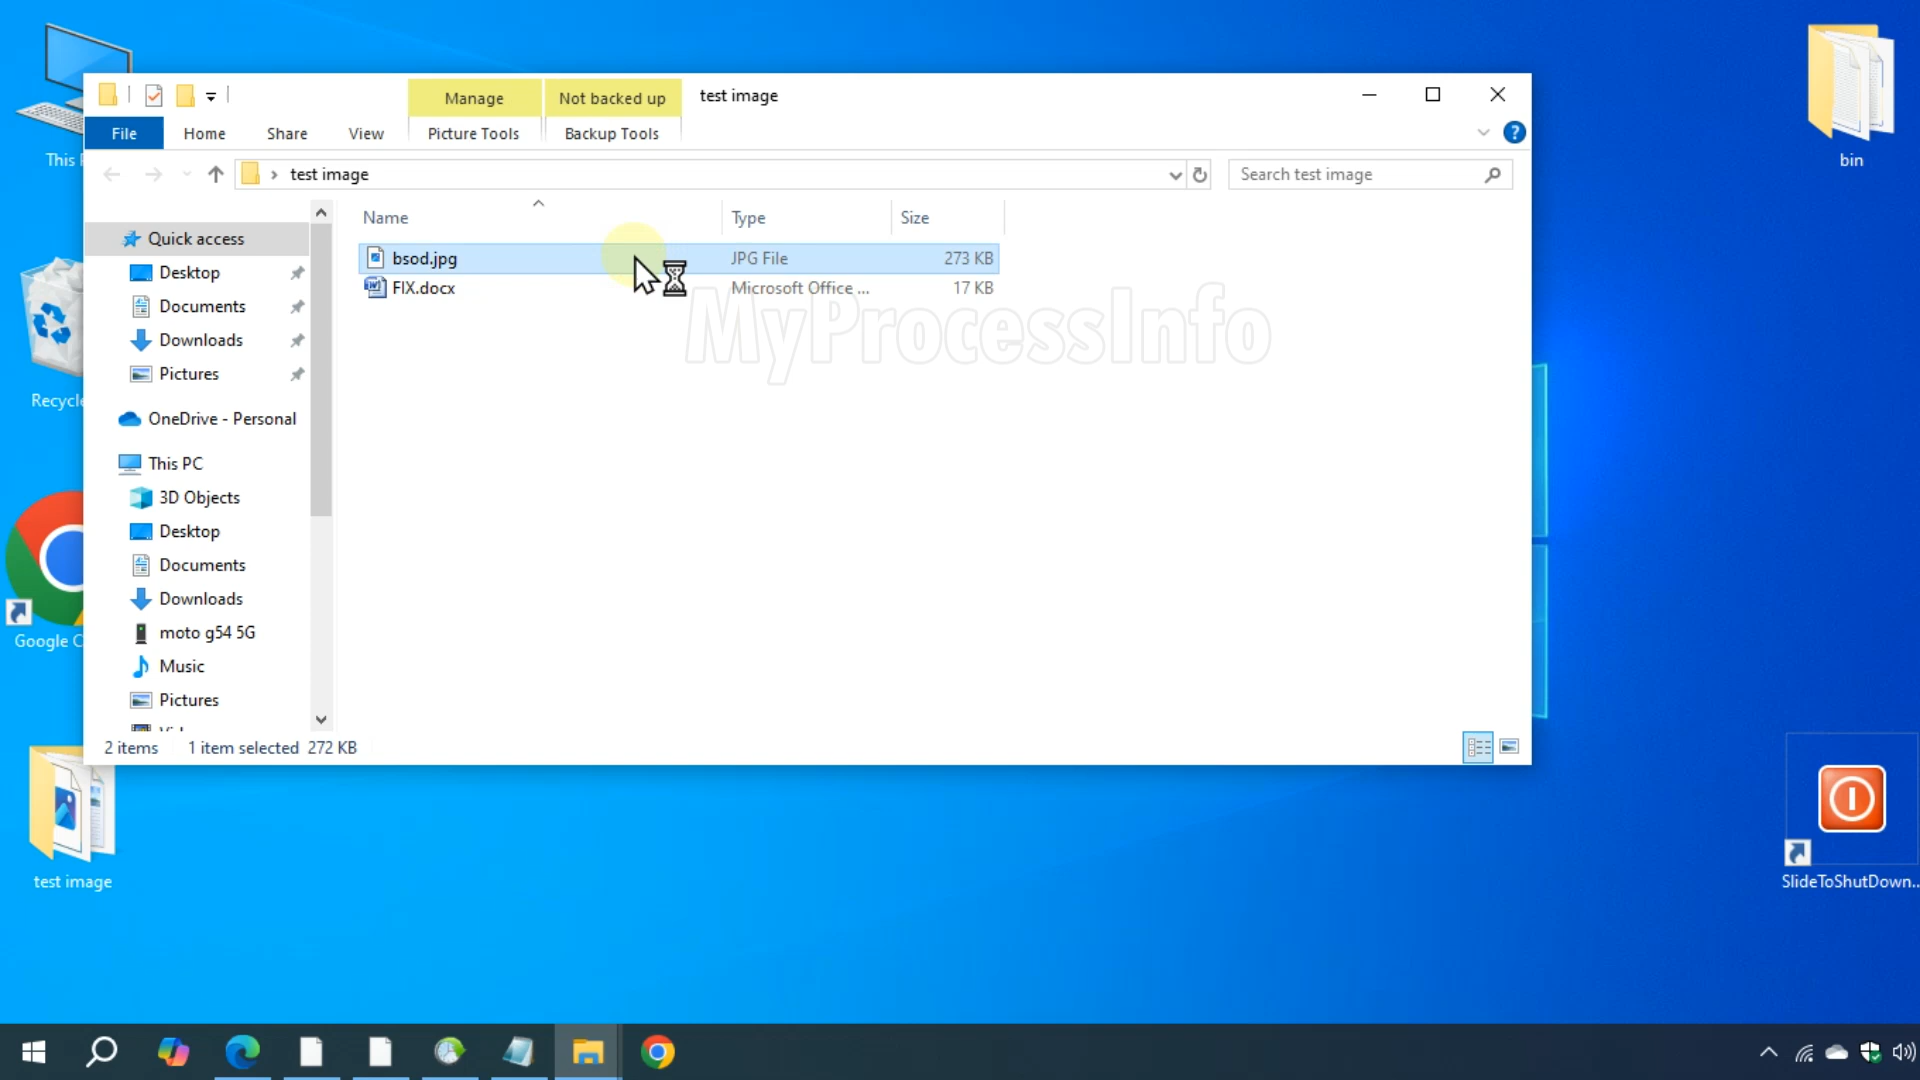 This P
bin
Manage
Not backed up
test image
File
Home
Share
View
Picture Tools
Backup Tools
?
test image
Search test image
Name
Type
Size
Quick access
bsod.jpg
JPG File
273 KB
Desktop
FIX.docx
Microsoft Office ...
17 KB
Documents
MyProcessInfo
Downloads
Pictures
Recycle
OneDrive - Personal
This PC
3D Objects
Desktop
Documents
Downloads
Google C
moto g54 5G
Music
Pictures
2 items
1 item selected 272 KB
test image
SlideToShutDown...